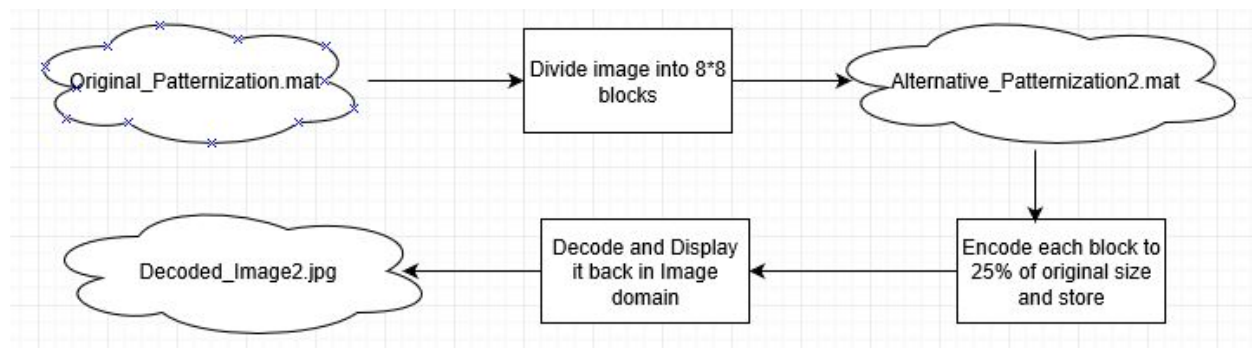 Original_Patternization.mat
Divide image into 8*8
blocks
Alternative_Patternization2.mat
Encode each block to
25% of original size
and store
Decode and Display
it back in Image
domain
Decoded_Image2.jpg